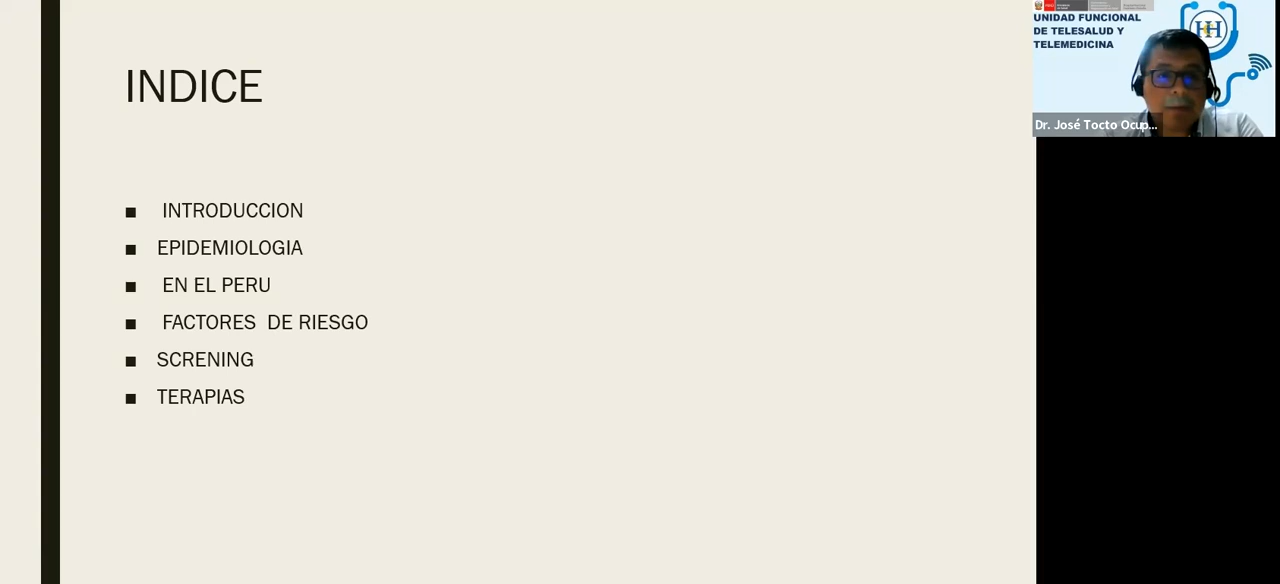 INDICE
■ INTRODUCCION
■ EPIDEMIOLOGIA
■ EN EL PERU
■ FACTORES DE RIESGO
■ SCRENING
■ TERAPIAS
UNIDAD FUNCIONAL
DE TELESALUD Y
TELEMEDICINA
Dr. José Tocto Ocup...